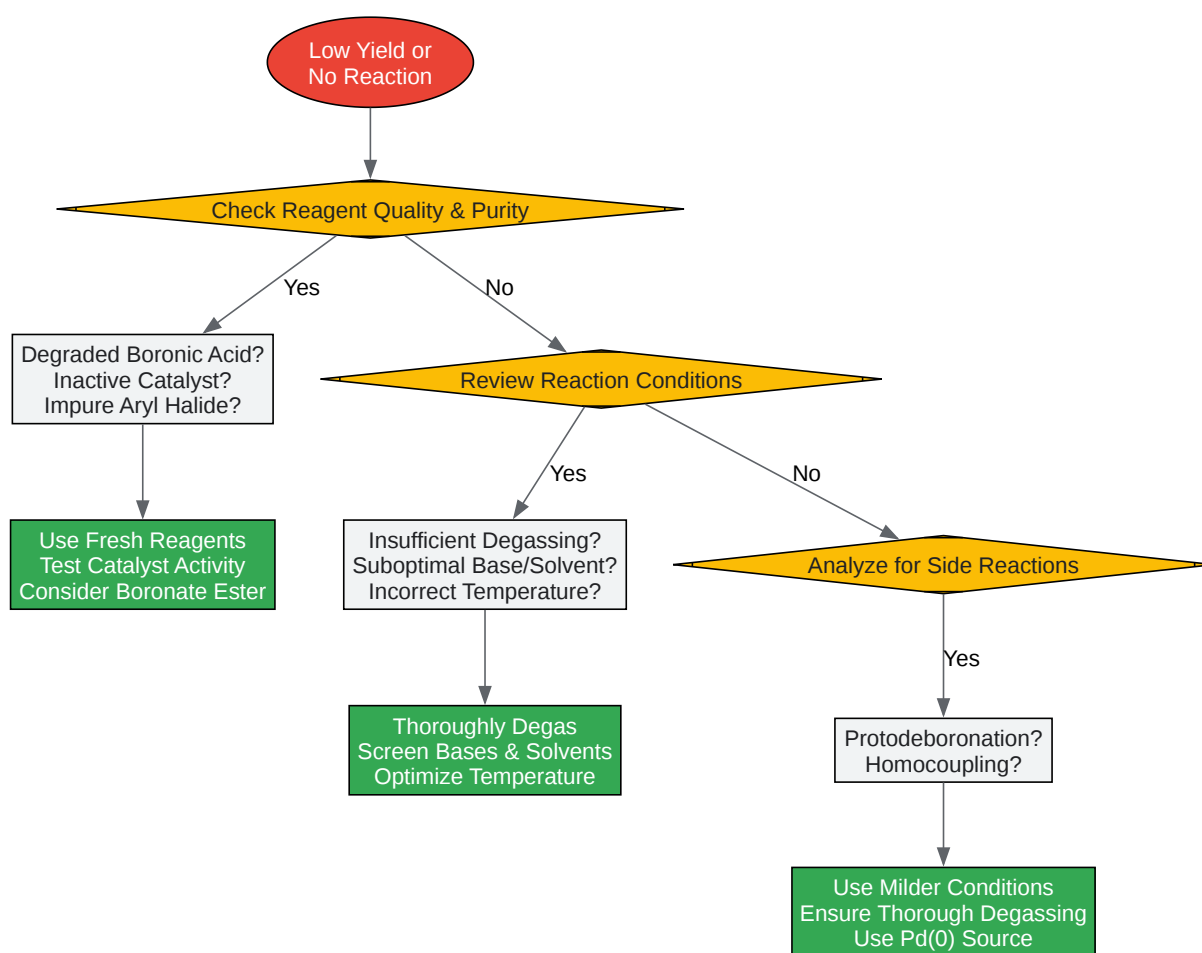 Low Yield or
No Reaction
Check Reagent Quality & Purity
Yes
No
Degraded Boronic Acid?
Inactive Catalyst?
Impure Aryl Halide?
Review Reaction Conditions
Yes
No
Use Fresh Reagents
Test Catalyst Activity
Consider Boronate Ester
Insufficient Degassing?
Suboptimal Base/Solvent?
Incorrect Temperature?
Analyze for Side Reactions
Yes
Thoroughly Degas
Screen Bases & Solvents
Optimize Temperature
Protodeboronation?
Homocoupling?
Use Milder Conditions
Ensure Thorough Degassing
Use Pd(0) Source